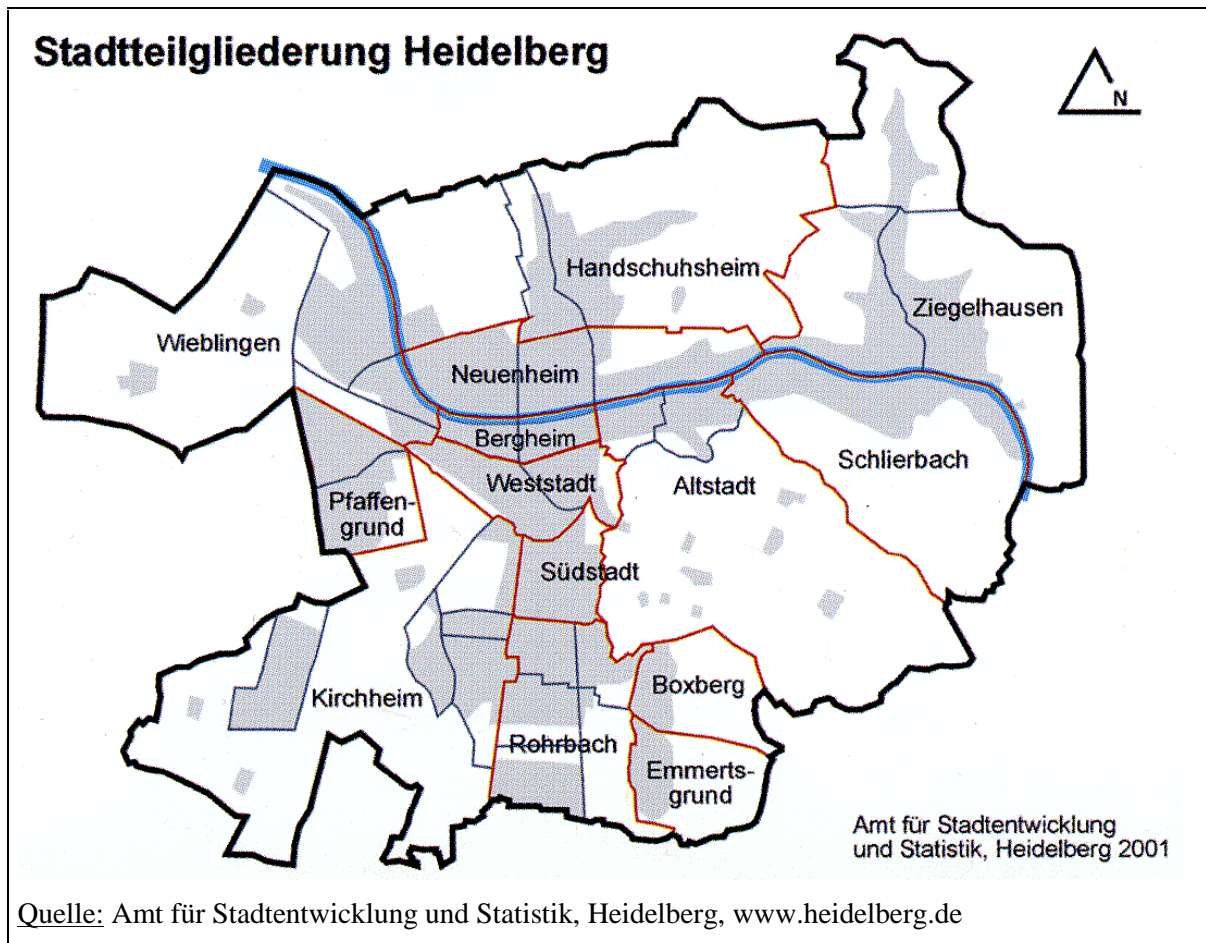 Stadtteilgliederung Heidelberg
N
Handschuhsheim
Ziegelhausen
Wieblingen
Neuenheim
Bergheim
Schlierbach
Weststadt
Altstadt
Pfaffen-
grund
Südstadt
Boxberg
Kirchheim
Rohrbach
Emmerts-
grund
Amt für Stadtentwicklung
und Statistik, Heidelberg 2001
Quelle: Amt für Stadtentwicklung und Statistik, Heidelberg, www.heidelberg.de